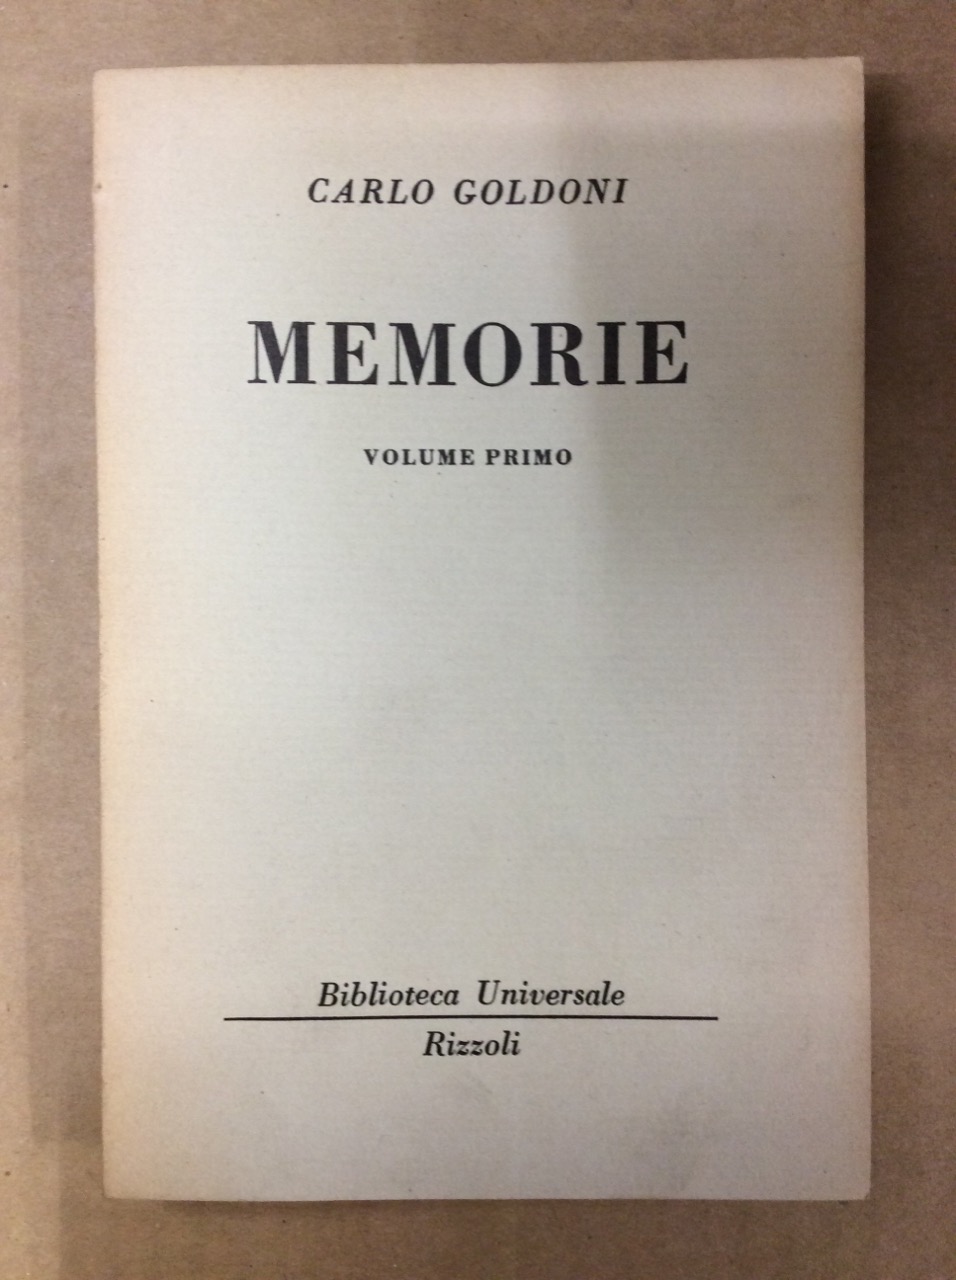 CARLO GOLDONI
MEMORIE
VOLUME PRIMO
Biblioteca Universale
Rizzoli